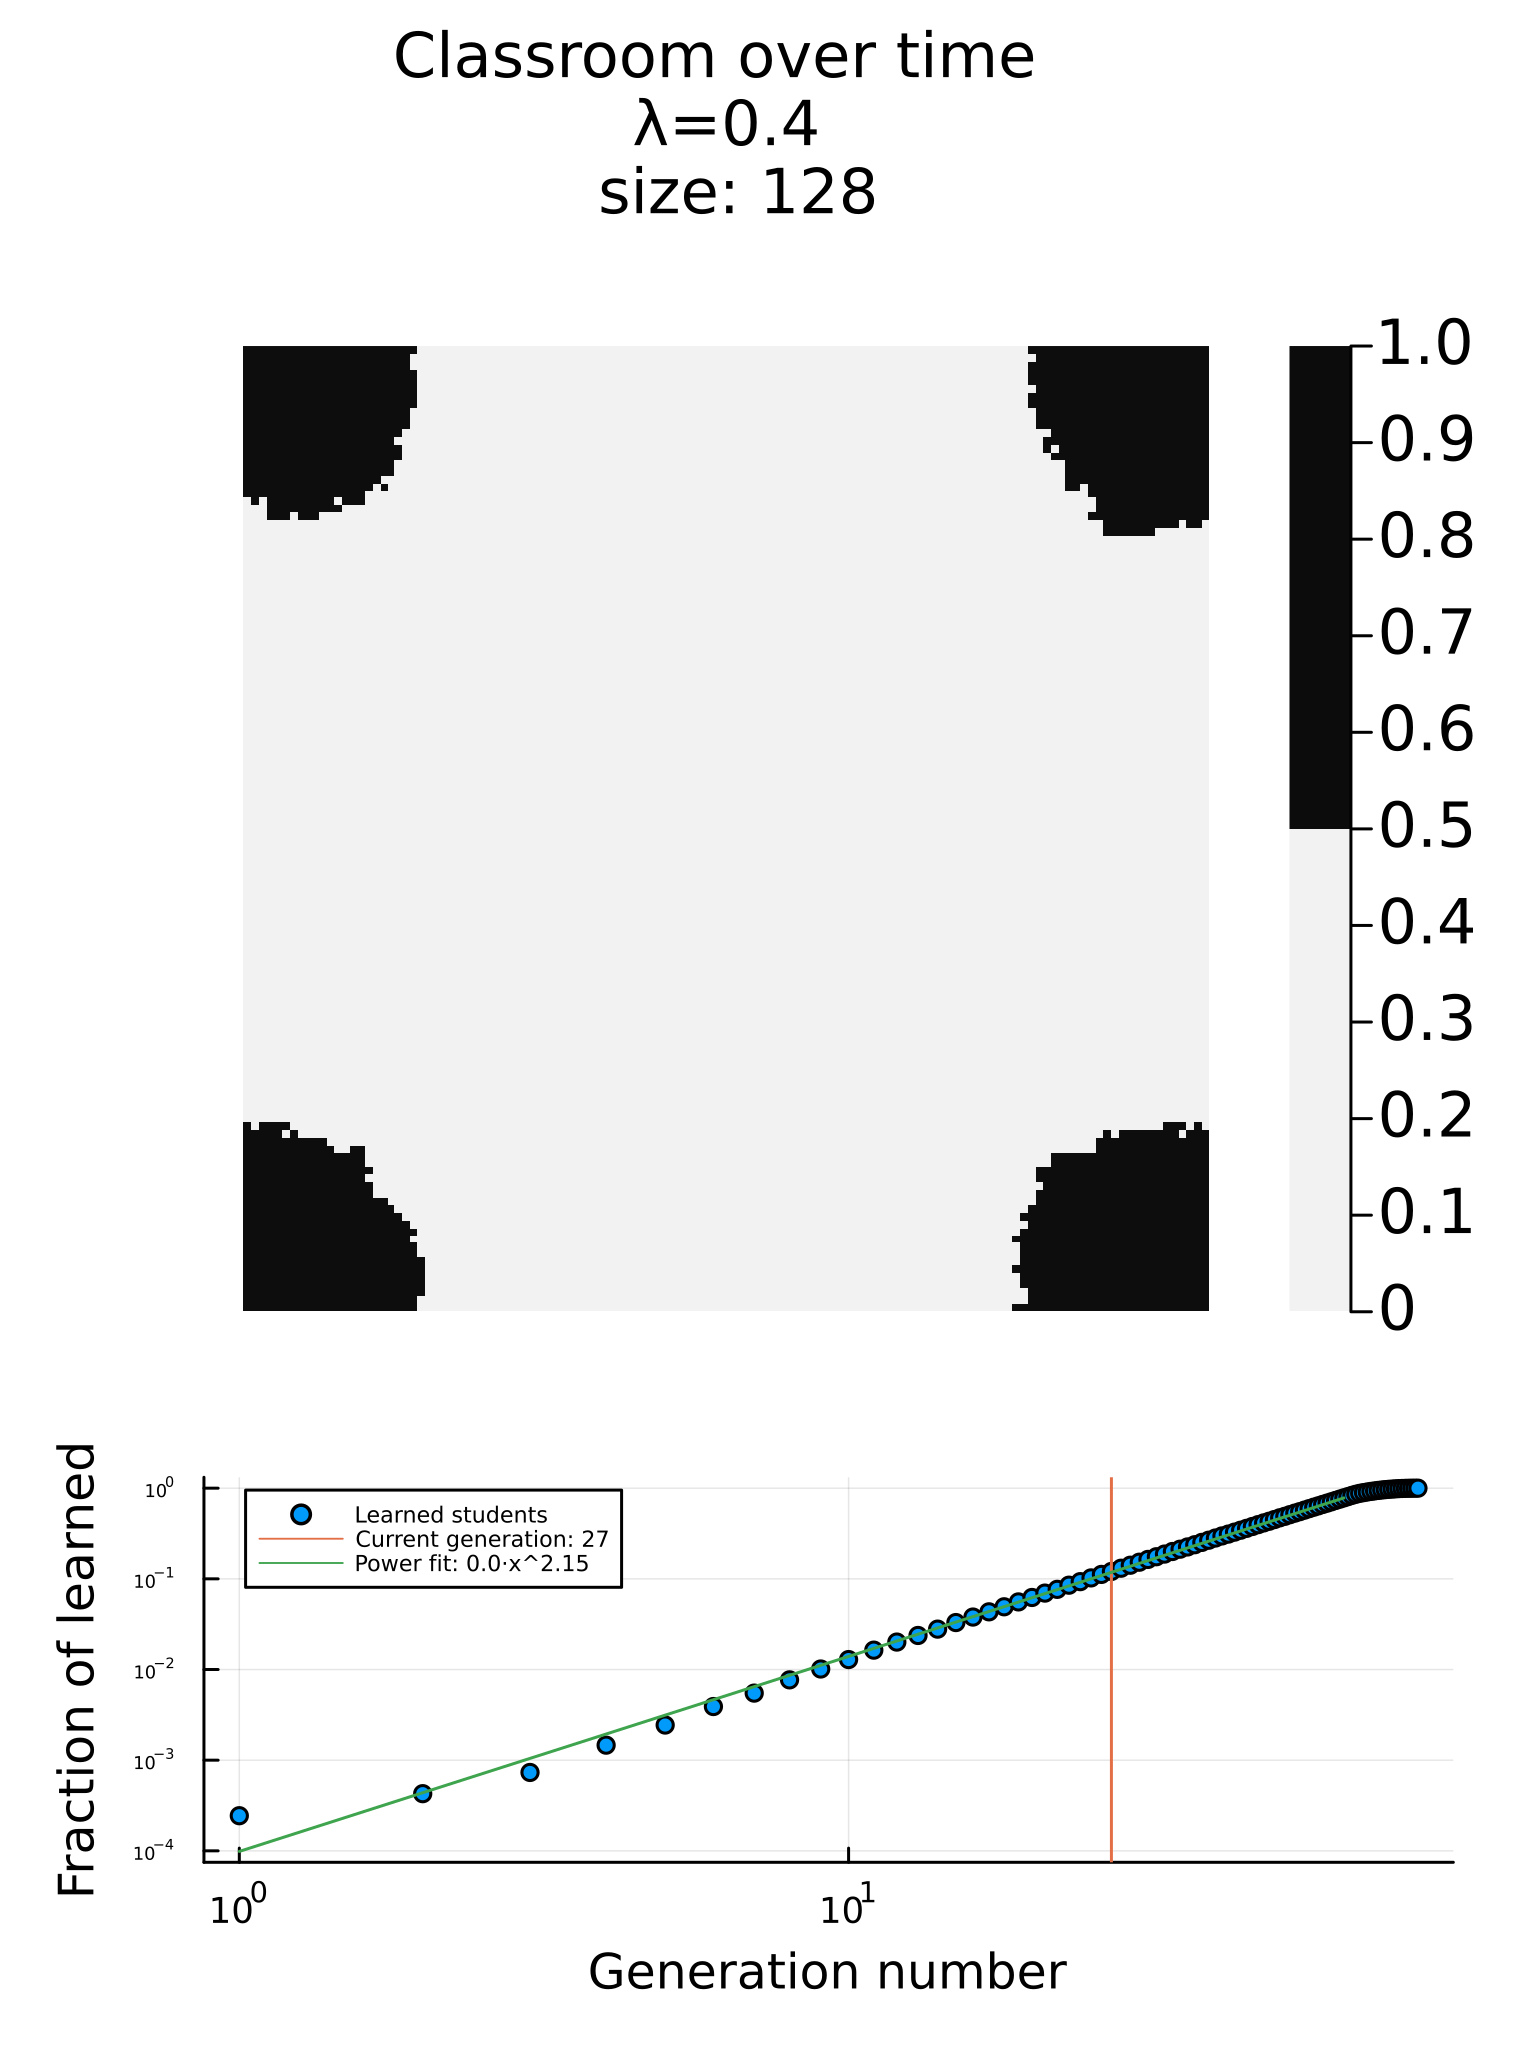 Classroom over time
λ=0.4
size: 128
1.0
0.9
0.8
0.7
0.6
0.5
0.4
0.3
0.2
0.1
0
Fraction of learned
10^0
10^-1
10^-2
10^-3
10^-4
Learned students
Current generation: 27
Power fit: 0.0·x^2.15
10^0 10^1
Generation number